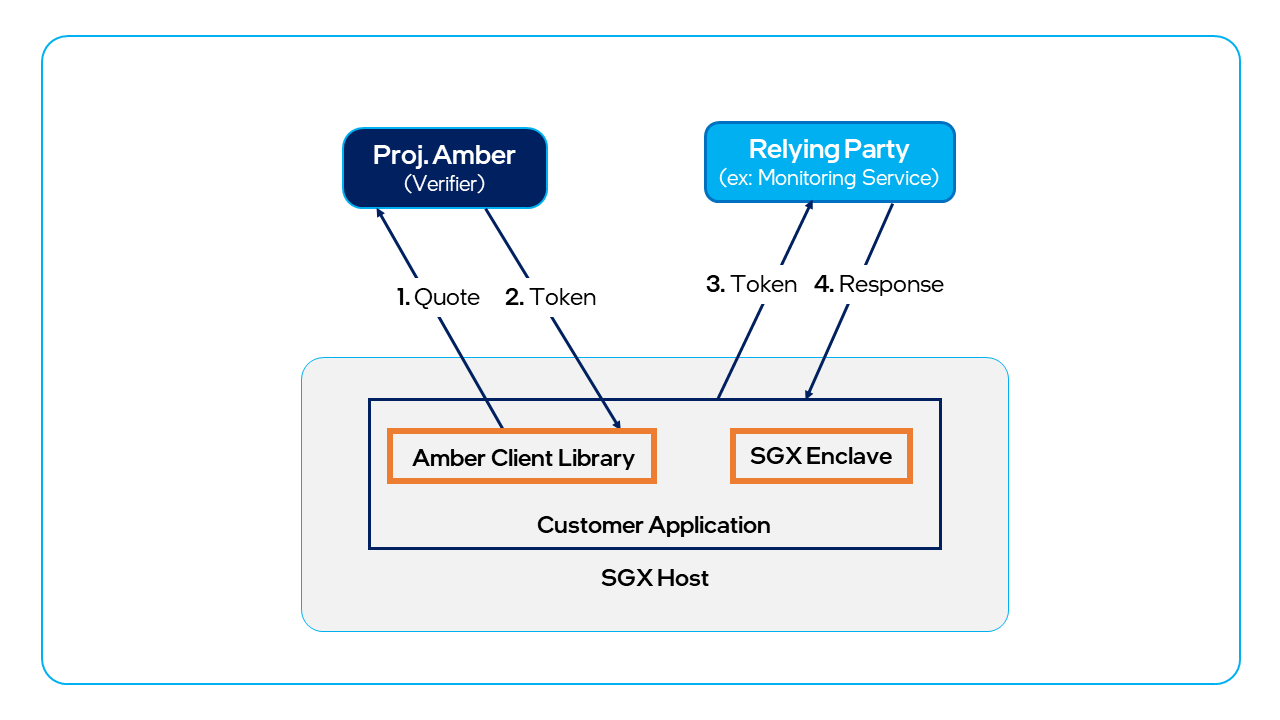 Proj. Amber
(Verifier)
Relying Party
(ex: Monitoring Service)
1. Quote
2. Token
3. Token
4. Response
Amber Client Library
SGX Enclave
Customer Application
SGX Host